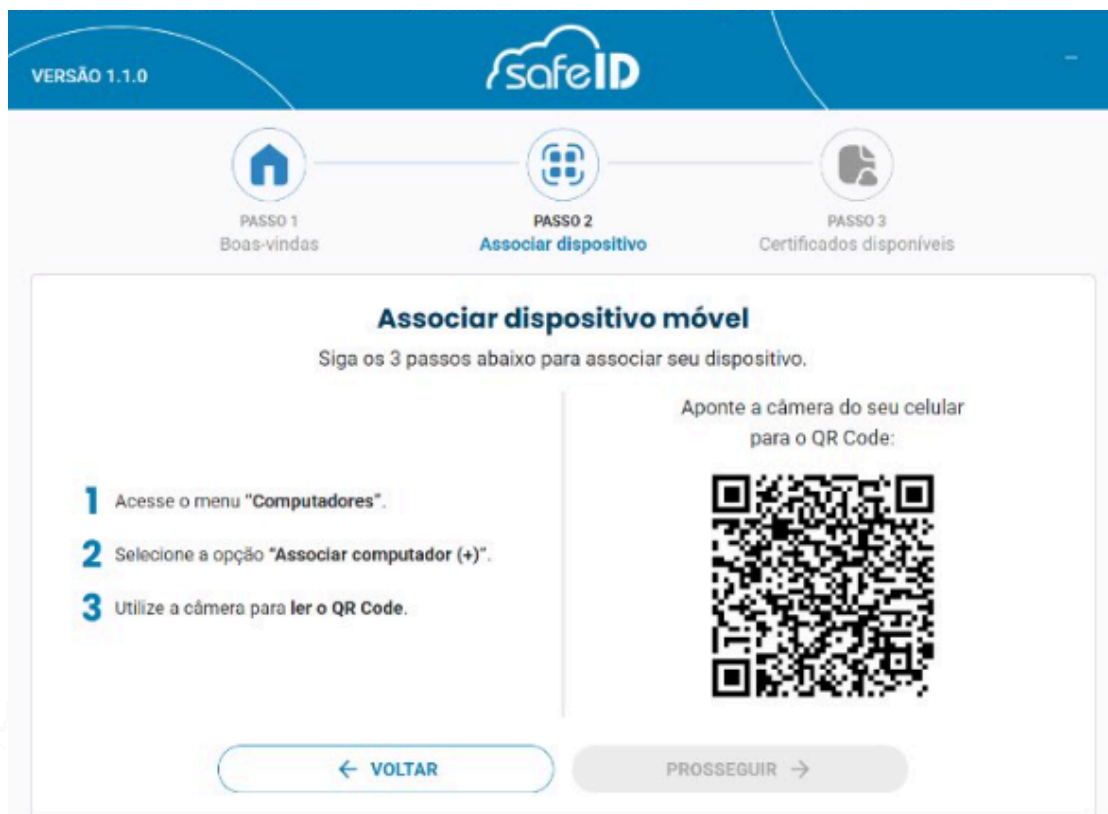 VERSÃO 1.1.0
safeID
PASSO 1
Boas-vindas
PASSO 2
Associar dispositivo
PASSO 3
Certificados disponíveis
Associar dispositivo móvel
Siga os 3 passos abaixo para associar seu dispositivo.
1 Acesse o menu "Computadores".
2 Selecione a opção "Associar computador (+)".
3 Utilize a câmera para ler o QR Code.
Aponte a câmera do seu celular
para o QR Code:
← VOLTAR
PROSSEGUIR →